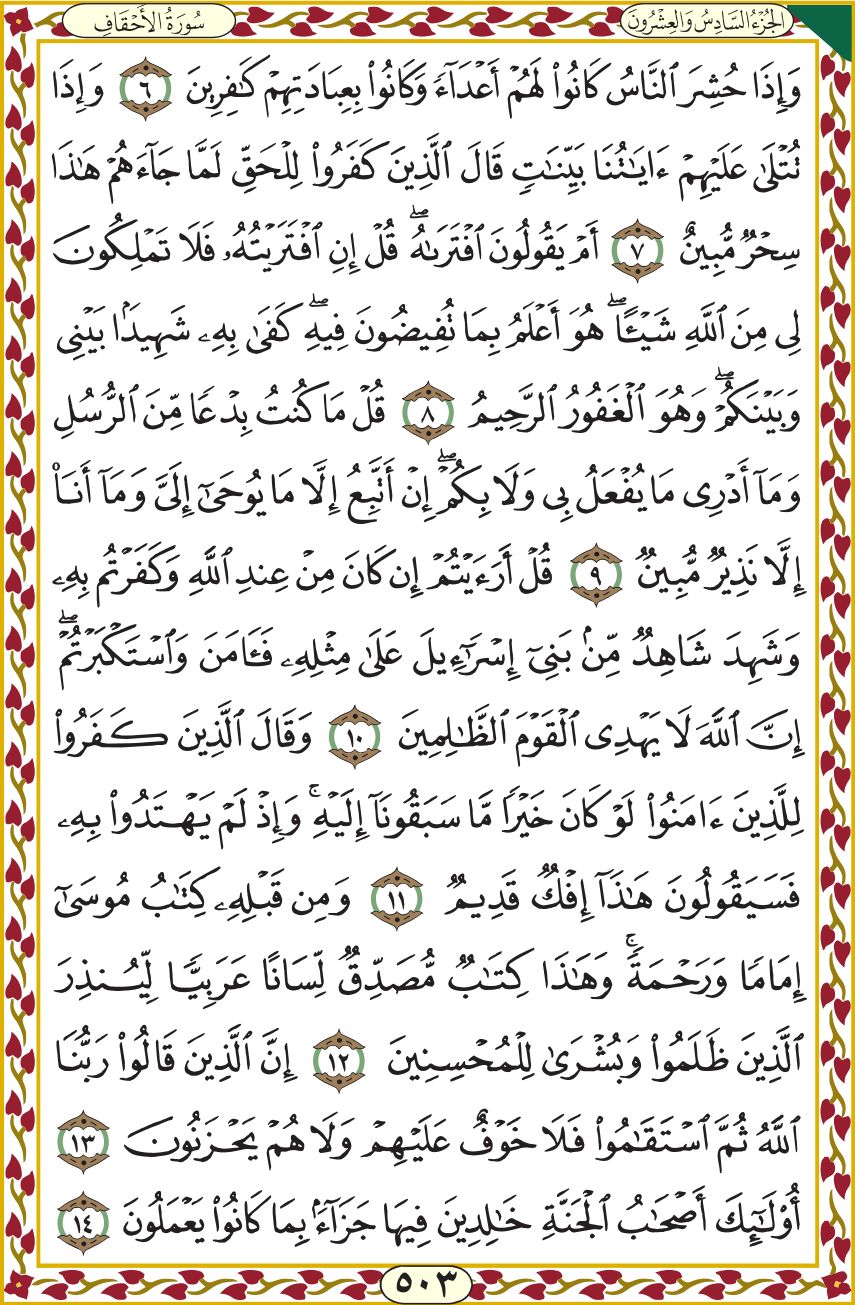 الجُزْءُ السَّادِسُ وَالعِشْرُونَ
سُورَةُ الأَحْقَافِ
وَإِذَا حُشِرَ ٱلنَّاسُ كَانُوا۟ لَهُمْ أَعْدَآءً وَكَانُوا۟ بِعِبَادَتِهِمْ كَـٰفِرِينَ ٦ وَإِذَا
تُتْلَىٰ عَلَيْهِمْ ءَايَـٰتُنَا بَيِّنَـٰتٍ قَالَ ٱلَّذِينَ كَفَرُوا۟ لِلْحَقِّ لَمَّا جَآءَهُمْ هَـٰذَا
سِحْرٌ مُّبِينٌ ٧ أَمْ يَقُولُونَ ٱفْتَرَىٰهُ ۖ قُلْ إِنِ ٱفْتَرَيْتُهُۥ فَلَا تَمْلِكُونَ
لِى مِنَ ٱللَّهِ شَيْـًٔا ۖ هُوَ أَعْلَمُ بِمَا تُفِيضُونَ فِيهِ ۖ كَفَىٰ بِهِۦ شَهِيدًۢا بَيْنِى
وَبَيْنَكُمْ ۖ وَهُوَ ٱلْغَفُورُ ٱلرَّحِيمُ ٨ قُلْ مَا كُنتُ بِدْعًا مِّنَ ٱلرُّسُلِ
وَمَآ أَدْرِى مَا يُفْعَلُ بِى وَلَا بِكُمْ ۖ إِنْ أَتَّبِعُ إِلَّا مَا يُوحَىٰٓ إِلَىَّ وَمَآ أَنَا۠
إِلَّا نَذِيرٌ مُّبِينٌ ٩ قُلْ أَرَءَيْتُمْ إِن كَانَ مِنْ عِندِ ٱللَّهِ وَكَفَرْتُم بِهِۦ
وَشَهِدَ شَاهِدٌ مِّنۢ بَنِىٓ إِسْرَٰٓءِيلَ عَلَىٰ مِثْلِهِۦ فَـَٔامَنَ وَٱسْتَكْبَرْتُمْ ۖ
إِنَّ ٱللَّهَ لَا يَهْدِى ٱلْقَوْمَ ٱلظَّـٰلِمِينَ ١٠ وَقَالَ ٱلَّذِينَ كَفَرُوا۟
لِلَّذِينَ ءَامَنُوا۟ لَوْ كَانَ خَيْرًا مَّا سَبَقُونَآ إِلَيْهِ ۚ وَإِذْ لَمْ يَهْتَدُوا۟ بِهِۦ
فَسَيَقُولُونَ هَـٰذَآ إِفْكٌ قَدِيمٌ ١١ وَمِن قَبْلِهِۦ كِتَـٰبُ مُوسَىٰٓ
إِمَامًا وَرَحْمَةً ۚ وَهَـٰذَا كِتَـٰبٌ مُّصَدِّقٌ لِّسَانًا عَرَبِيًّا لِّيُنذِرَ
ٱلَّذِينَ ظَلَمُوا۟ وَبُشْرَىٰ لِلْمُحْسِنِينَ ١٢ إِنَّ ٱلَّذِينَ قَالُوا۟ رَبُّنَا
ٱللَّهُ ثُمَّ ٱسْتَقَـٰمُوا۟ فَلَا خَوْفٌ عَلَيْهِمْ وَلَا هُمْ يَحْزَنُونَ ١٣
أُو۟لَـٰٓئِكَ أَصْحَـٰبُ ٱلْجَنَّةِ خَـٰلِدِينَ فِيهَا جَزَآءًۢ بِمَا كَانُوا۟ يَعْمَلُونَ ١٤
٥٠٣